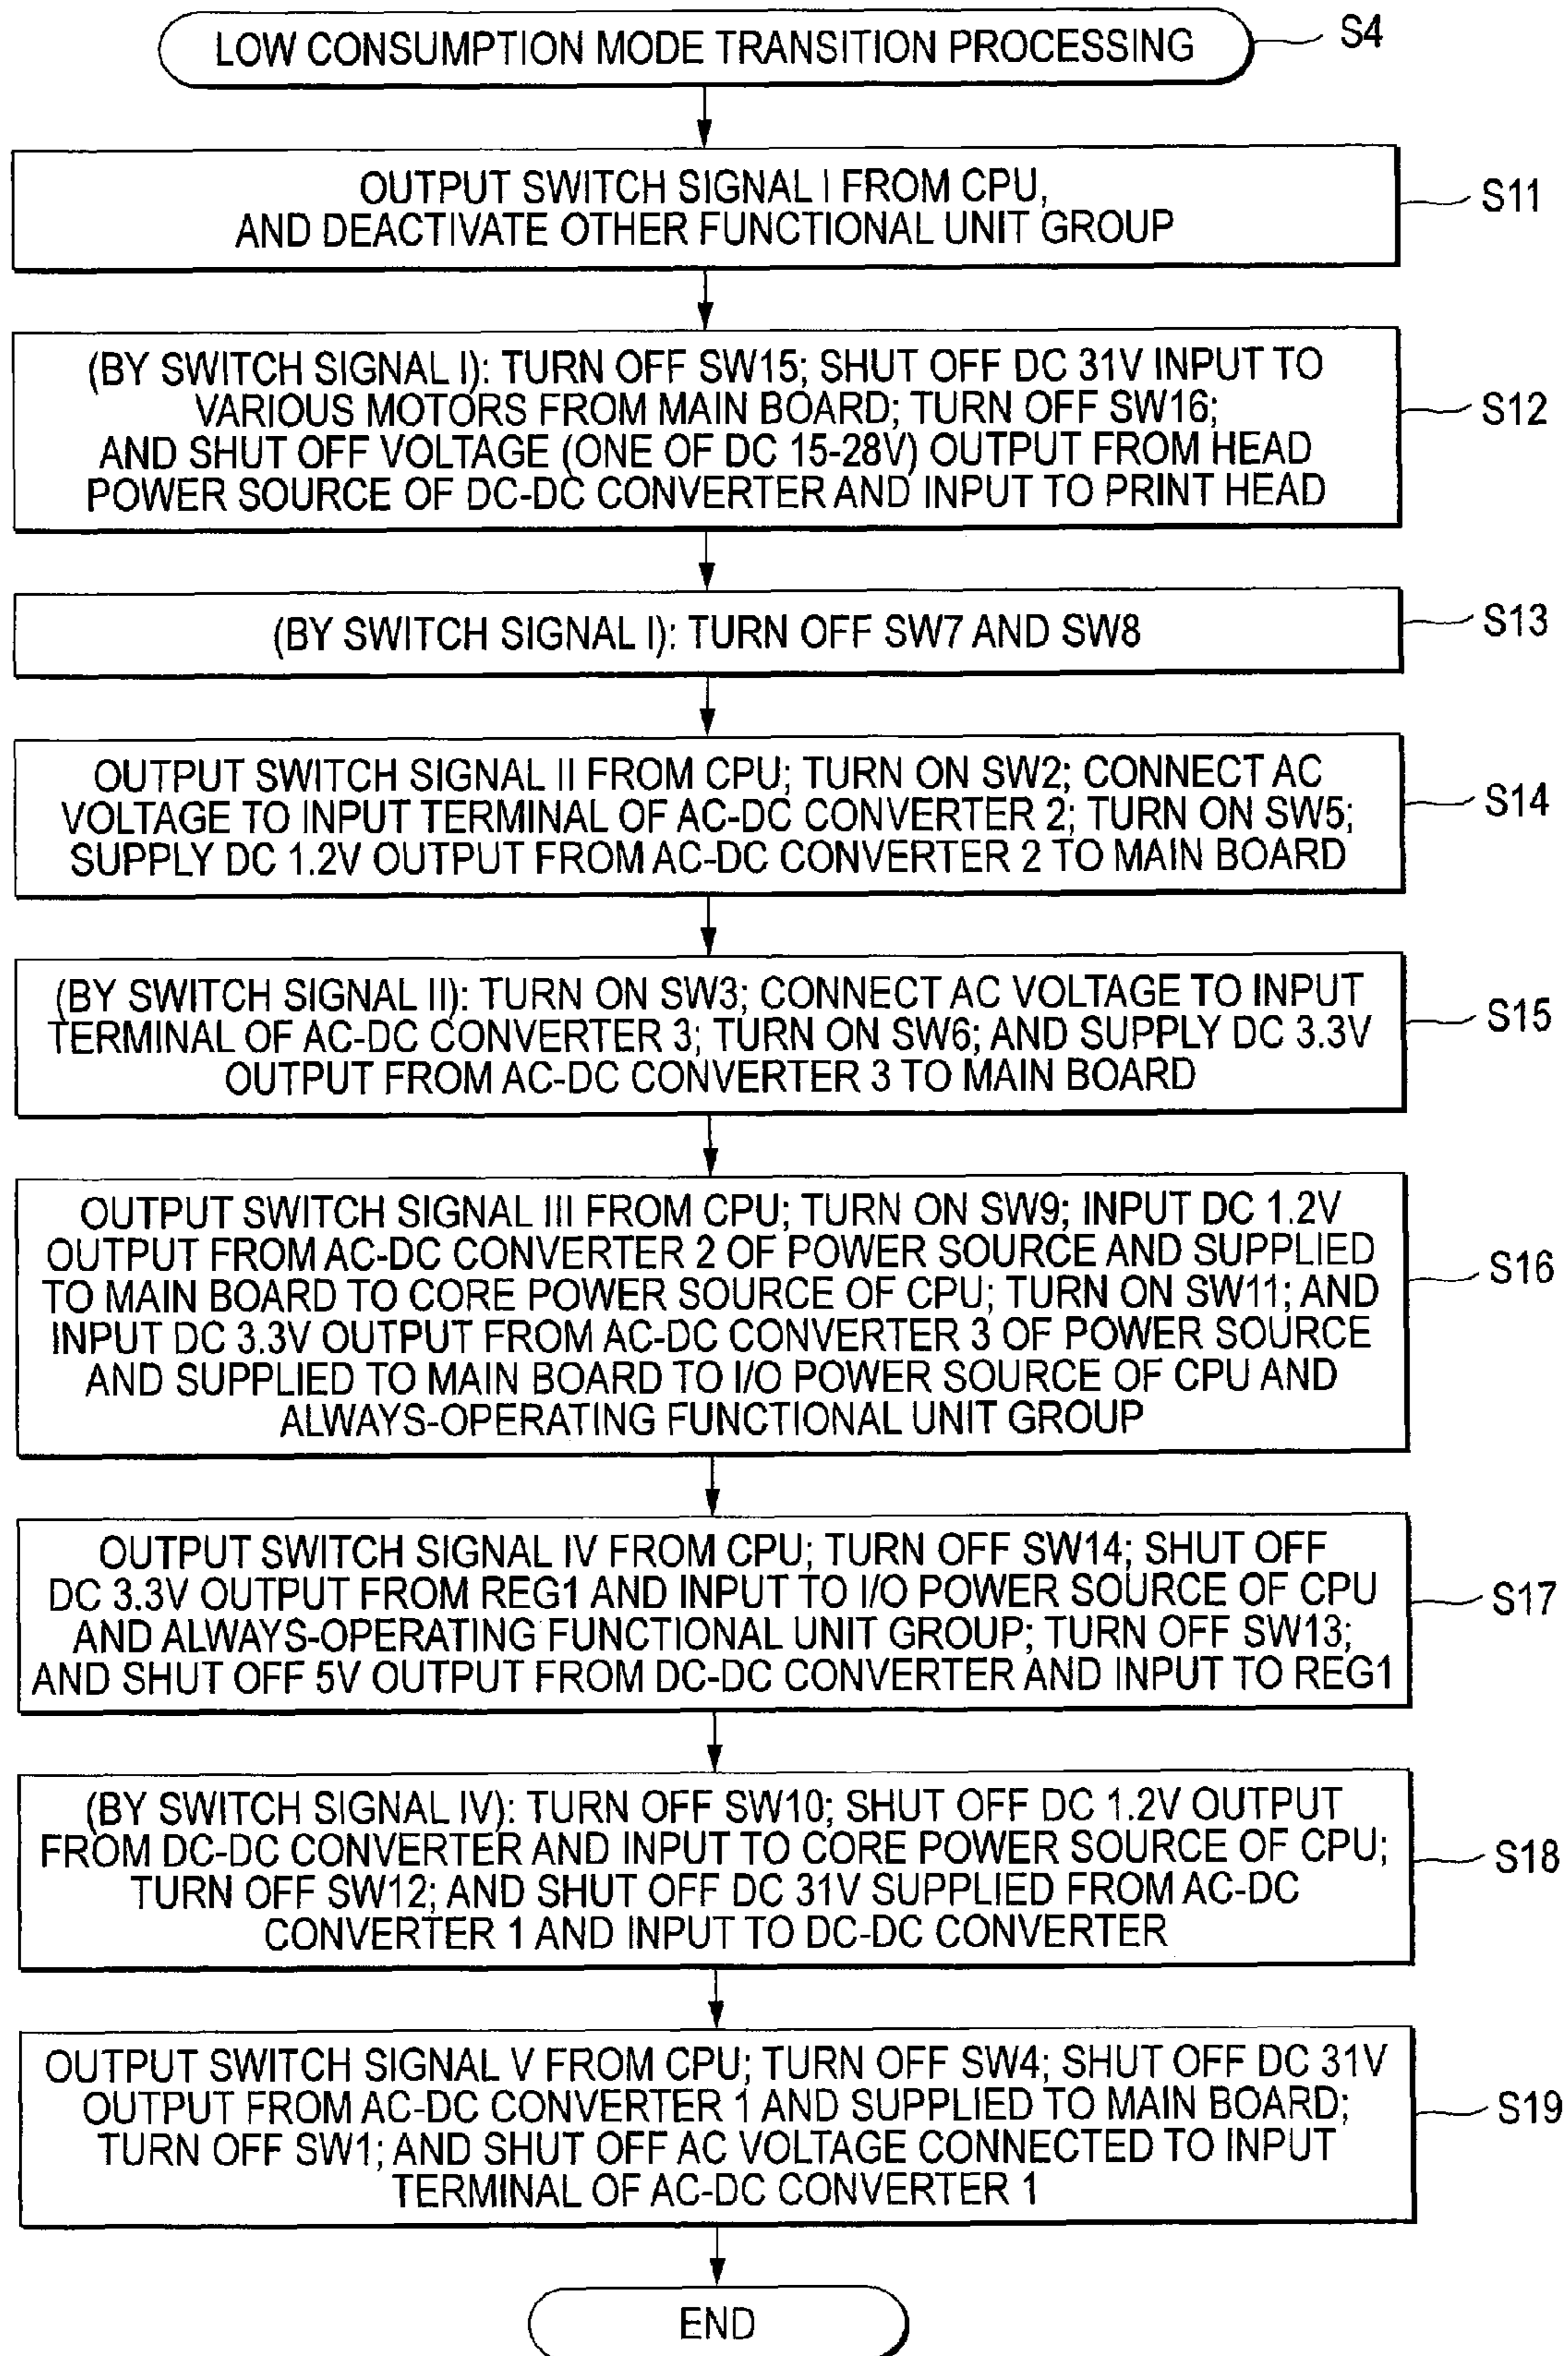 LOW CONSUMPTION MODE TRANSITION PROCESSING
S4
OUTPUT SWITCH SIGNAL I FROM CPU,
AND DEACTIVATE OTHER FUNCTIONAL UNIT GROUP
S11
(BY SWITCH SIGNAL I): TURN OFF SW15; SHUT OFF DC 31V INPUT TO
VARIOUS MOTORS FROM MAIN BOARD; TURN OFF SW16;
AND SHUT OFF VOLTAGE (ONE OF DC 15-28V) OUTPUT FROM HEAD
POWER SOURCE OF DC-DC CONVERTER AND INPUT TO PRINT HEAD
S12
(BY SWITCH SIGNAL I): TURN OFF SW7 AND SW8
S13
OUTPUT SWITCH SIGNAL II FROM CPU; TURN ON SW2; CONNECT AC
VOLTAGE TO INPUT TERMINAL OF AC-DC CONVERTER 2; TURN ON SW5;
SUPPLY DC 1.2V OUTPUT FROM AC-DC CONVERTER 2 TO MAIN BOARD
S14
(BY SWITCH SIGNAL II): TURN ON SW3; CONNECT AC VOLTAGE TO INPUT
TERMINAL OF AC-DC CONVERTER 3; TURN ON SW6; AND SUPPLY DC 3.3V
OUTPUT FROM AC-DC CONVERTER 3 TO MAIN BOARD
S15
OUTPUT SWITCH SIGNAL III FROM CPU; TURN ON SW9; INPUT DC 1.2V
OUTPUT FROM AC-DC CONVERTER 2 OF POWER SOURCE AND SUPPLIED
TO MAIN BOARD TO CORE POWER SOURCE OF CPU; TURN ON SW11; AND
INPUT DC 3.3V OUTPUT FROM AC-DC CONVERTER 3 OF POWER SOURCE
AND SUPPLIED TO MAIN BOARD TO I/O POWER SOURCE OF CPU AND
ALWAYS-OPERATING FUNCTIONAL UNIT GROUP
S16
OUTPUT SWITCH SIGNAL IV FROM CPU; TURN OFF SW14; SHUT OFF
DC 3.3V OUTPUT FROM REG1 AND INPUT TO I/O POWER SOURCE OF CPU
AND ALWAYS-OPERATING FUNCTIONAL UNIT GROUP; TURN OFF SW13;
AND SHUT OFF 5V OUTPUT FROM DC-DC CONVERTER AND INPUT TO REG1
S17
(BY SWITCH SIGNAL IV): TURN OFF SW10; SHUT OFF DC 1.2V OUTPUT
FROM DC-DC CONVERTER AND INPUT TO CORE POWER SOURCE OF CPU;
TURN OFF SW12; AND SHUT OFF DC 31V SUPPLIED FROM AC-DC
CONVERTER 1 AND INPUT TO DC-DC CONVERTER
S18
OUTPUT SWITCH SIGNAL V FROM CPU; TURN OFF SW4; SHUT OFF DC 31V
OUTPUT FROM AC-DC CONVERTER 1 AND SUPPLIED TO MAIN BOARD;
TURN OFF SW1; AND SHUT OFF AC VOLTAGE CONNECTED TO INPUT
TERMINAL OF AC-DC CONVERTER 1
S19
END